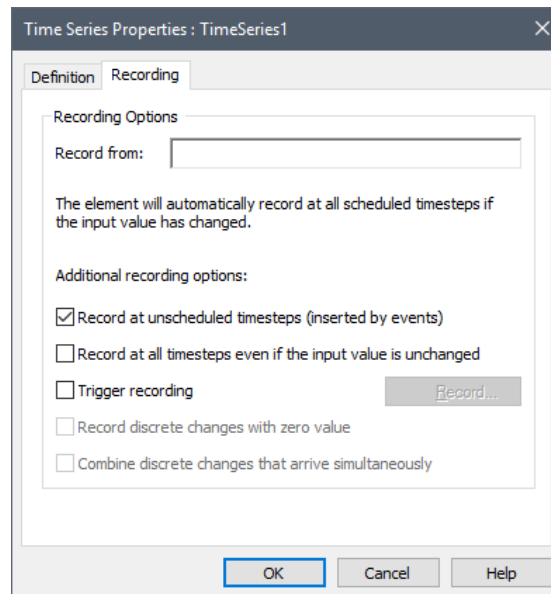 Time Series Properties : TimeSeries1
Definition
Recording
Recording Options
Record from:
The element will automatically record at all scheduled timesteps if
the input value has changed.
Additional recording options:
Record at unscheduled timesteps (inserted by events)
Record at all timesteps even if the input value is unchanged
Trigger recording
Record...
Record discrete changes with zero value
Combine discrete changes that arrive simultaneously
OK
Cancel
Help